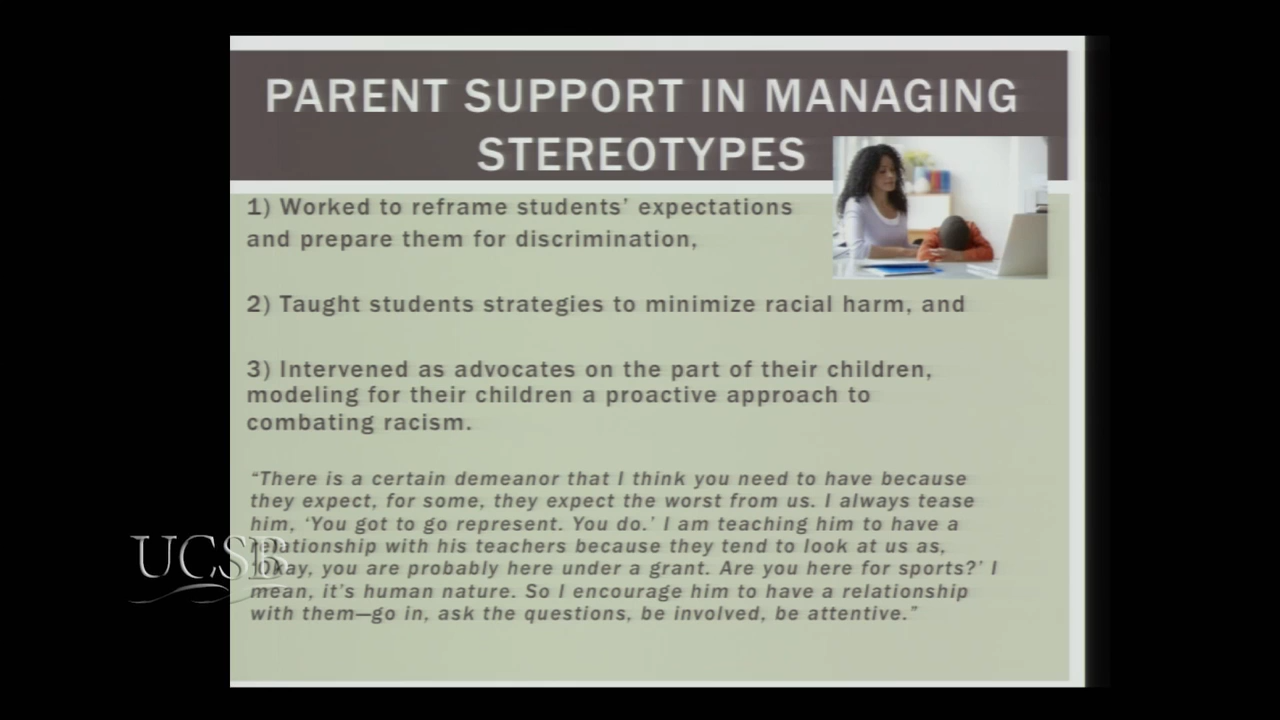 PARENT SUPPORT IN MANAGING
STEREOTYPES
1) Worked to reframe students' expectations
and prepare them for discrimination,
2) Taught students strategies to minimize racial harm, and
3) Intervened as advocates on the part of their children,
modeling for their children a proactive approach to
combating racism.
“There is a certain demeanor that I think you need to have because
they expect, for some, they expect the worst from us. I always tease
him, ‘You got to go represent. You do.’ I am teaching him to have a
relationship with his teachers because they tend to look at us as,
‘Okay, you are probably here under a grant. Are you here for sports?’ I
mean, it’s human nature. So I encourage him to have a relationship
with them—go in, ask the questions, be involved, be attentive.”
UCSB